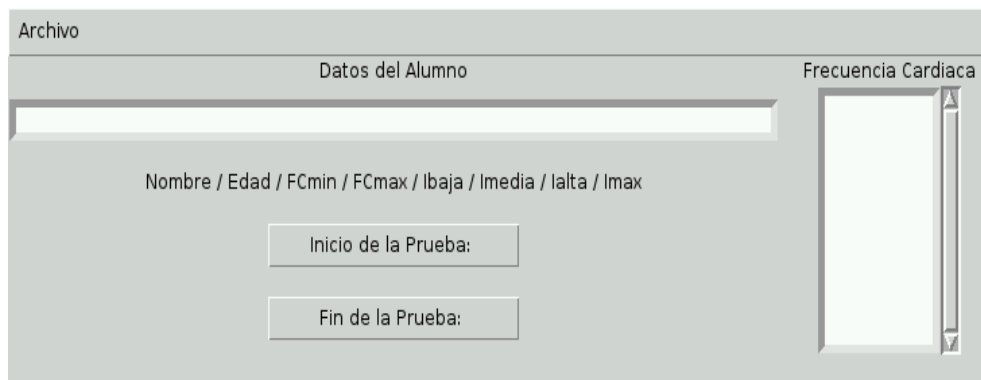 Archivo
Datos del Alumno
Frecuencia Cardiaca
Nombre / Edad / FCmin / FCmax / Ibaja / Imedia / Ialta / Imax
Inicio de la Prueba:
Fin de la Prueba: